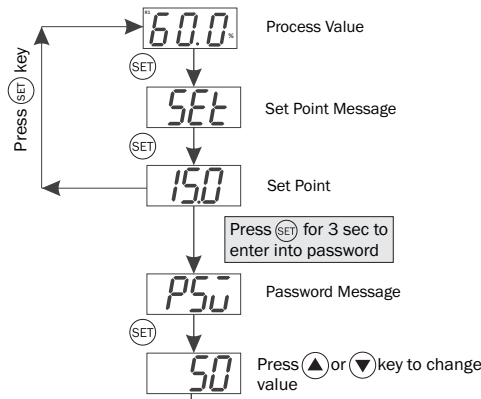 R1
60.0 %
Process Value
SET
SEt
Set Point Message
Press SET key
SET
15.0
Set Point
Press SET for 3 sec to
enter into password
PSW
Password Message
SET
50
Press ▲ or ▼ key to change
value